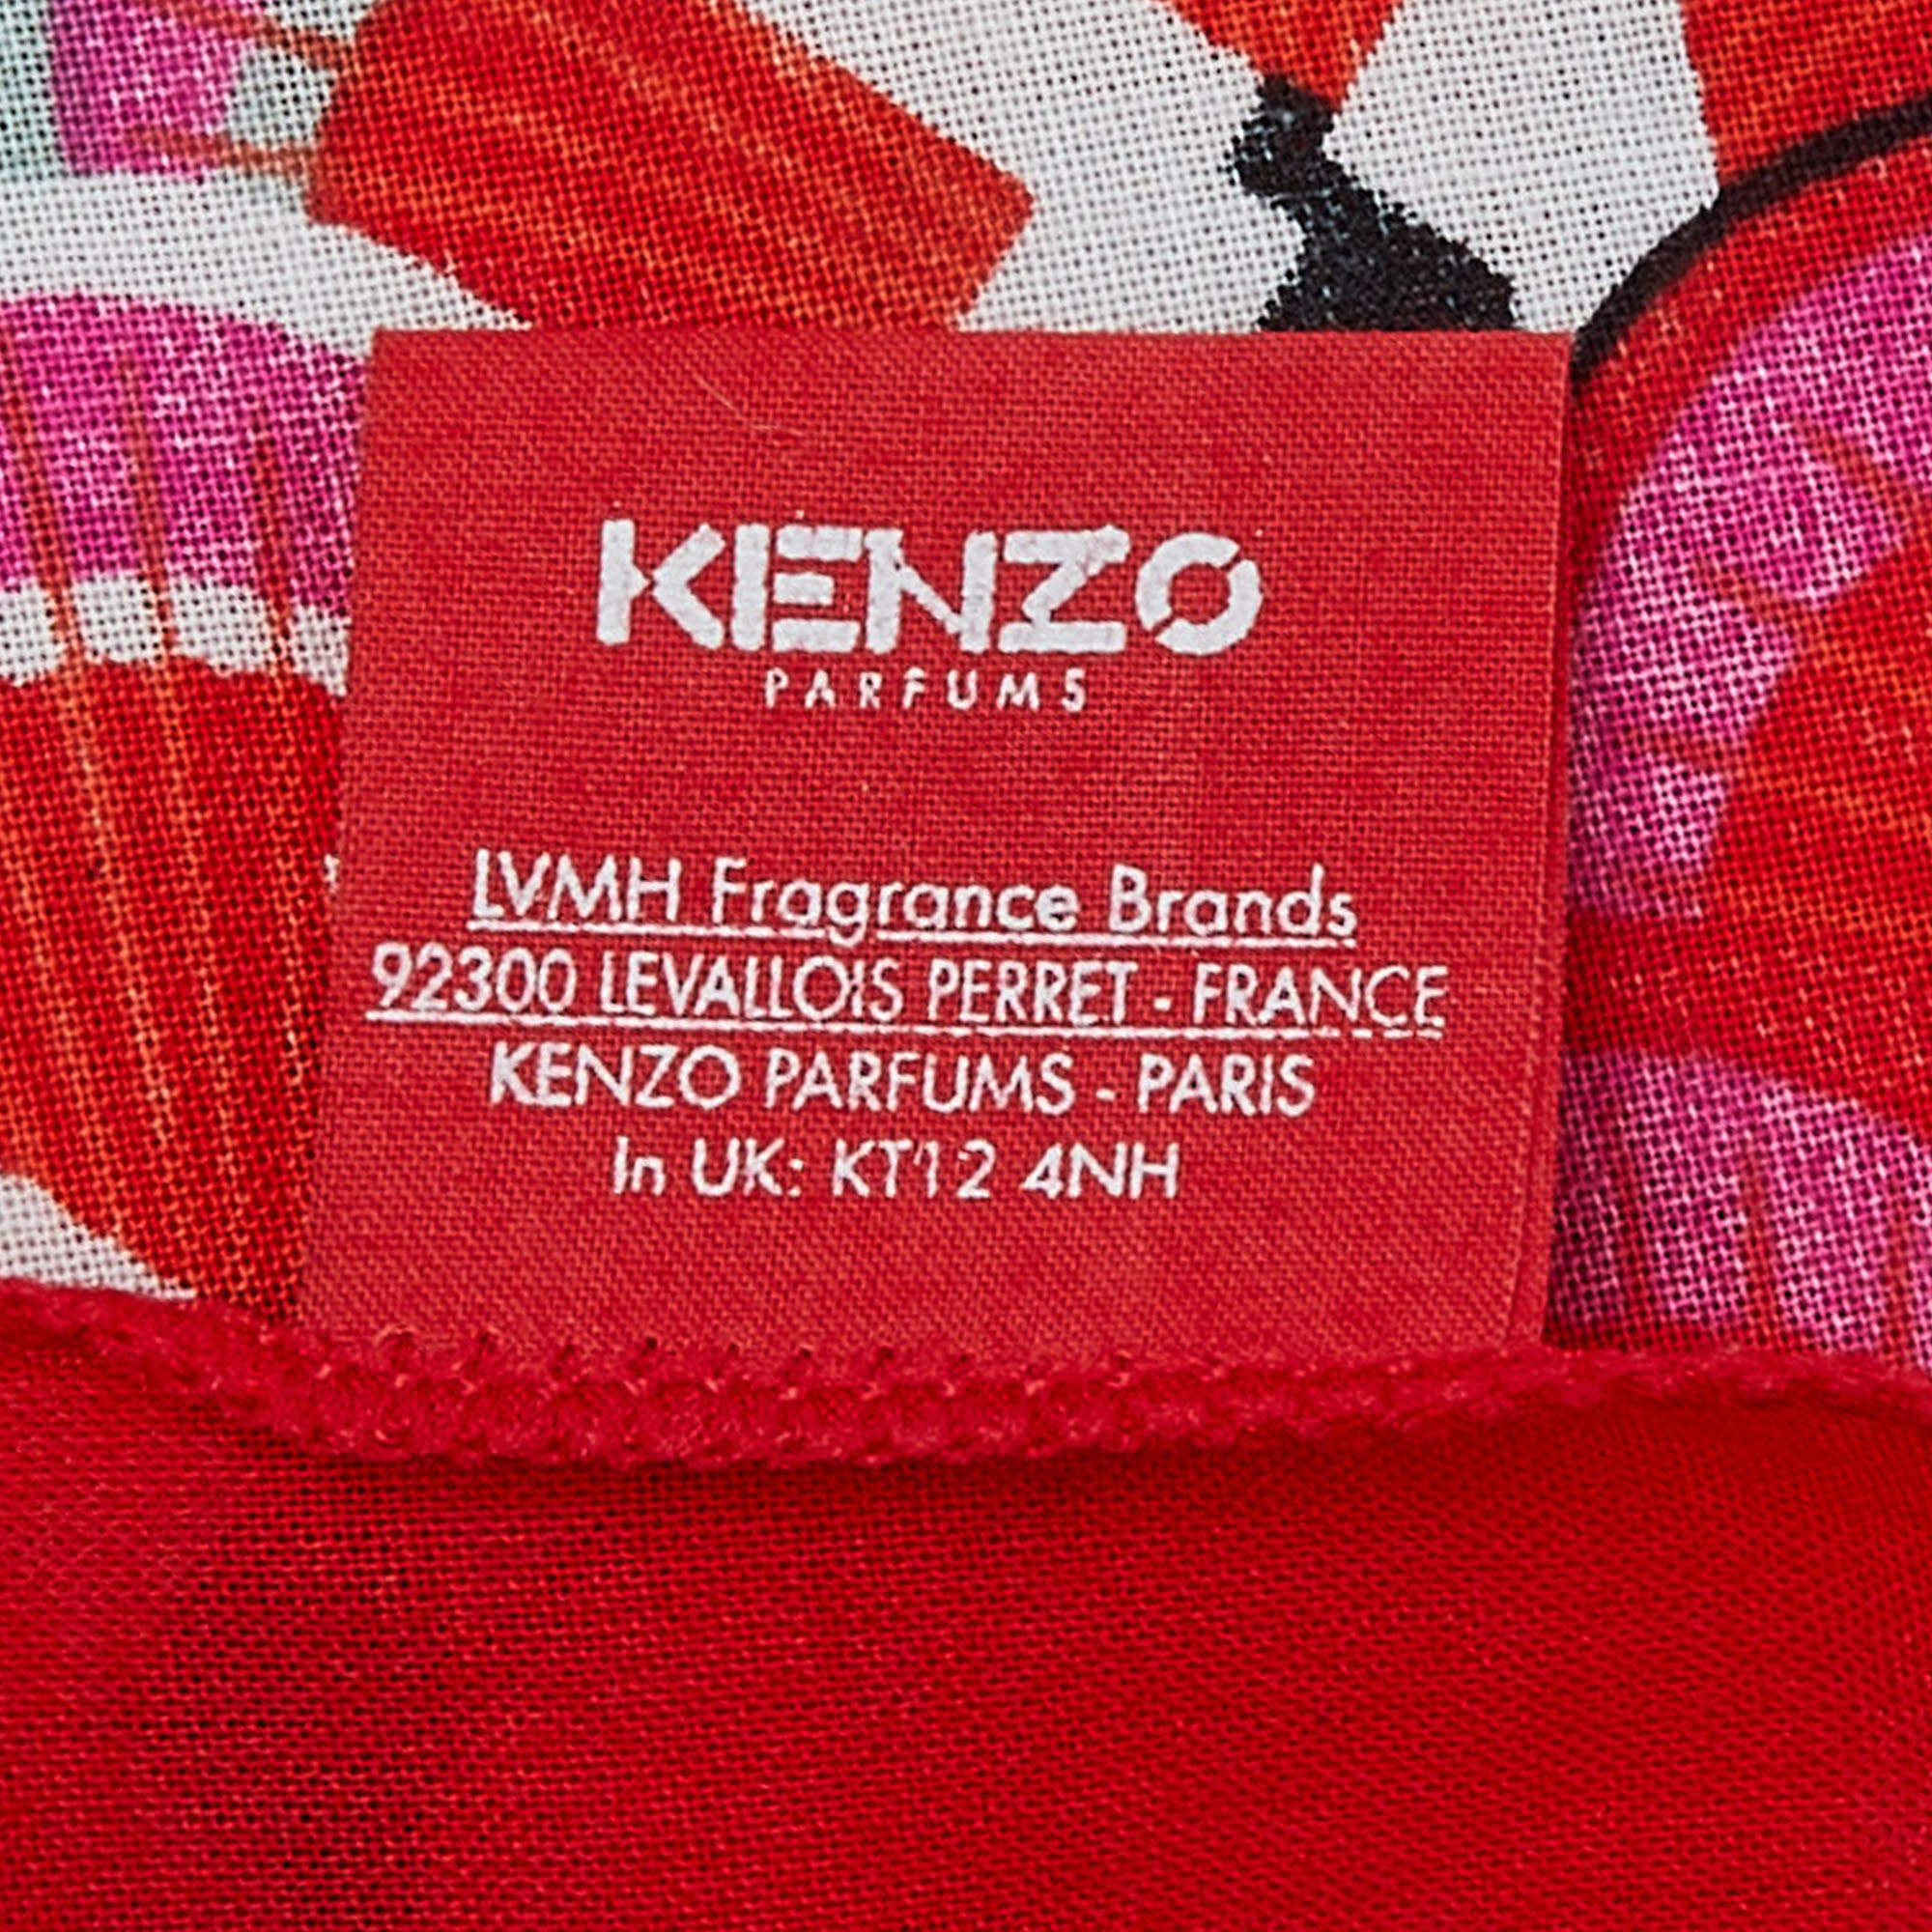 KENZO
PARFUMS
LVMH Fragrance Brands
92300 LEVALLOIS PERRET - FRANCE
KENZO PARFUMS - PARIS
In UK: KT12 4NH